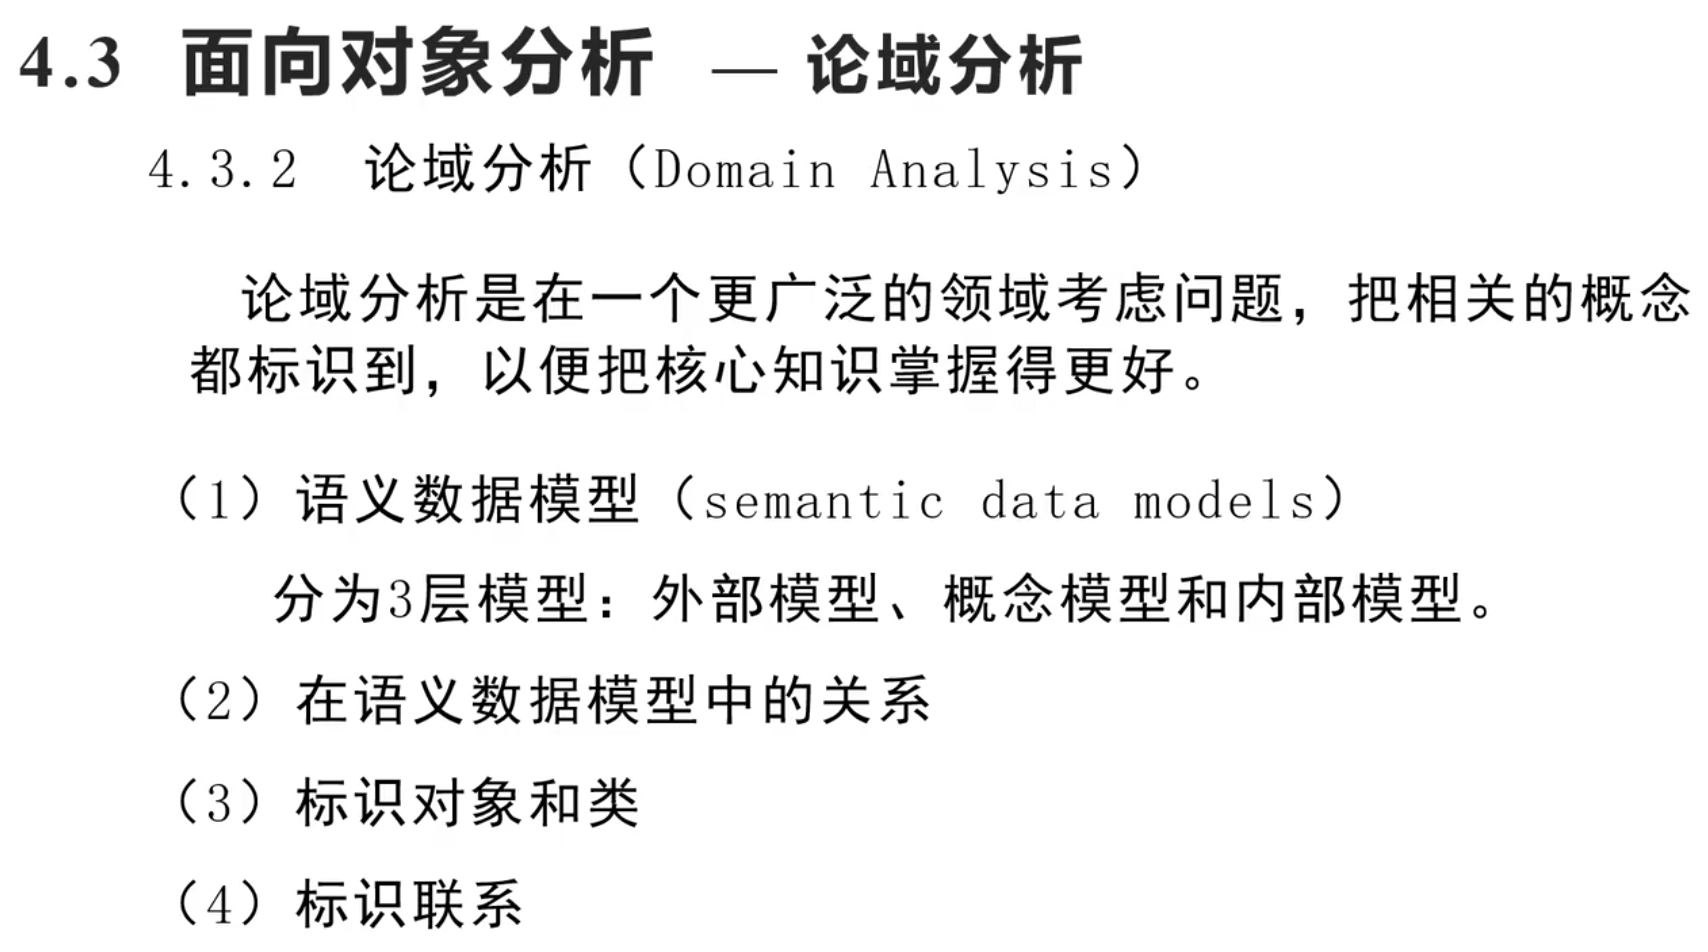 4.3 面向对象分析 — 论域分析
4.3.2 论域分析（Domain Analysis）
论域分析是在一个更广泛的领域考虑问题，把相关的概念
都标识到，以便把核心知识掌握得更好。
（1）语义数据模型（semantic data models）
分为3层模型：外部模型、概念模型和内部模型。
（2）在语义数据模型中的关系
（3）标识对象和类
（4）标识联系